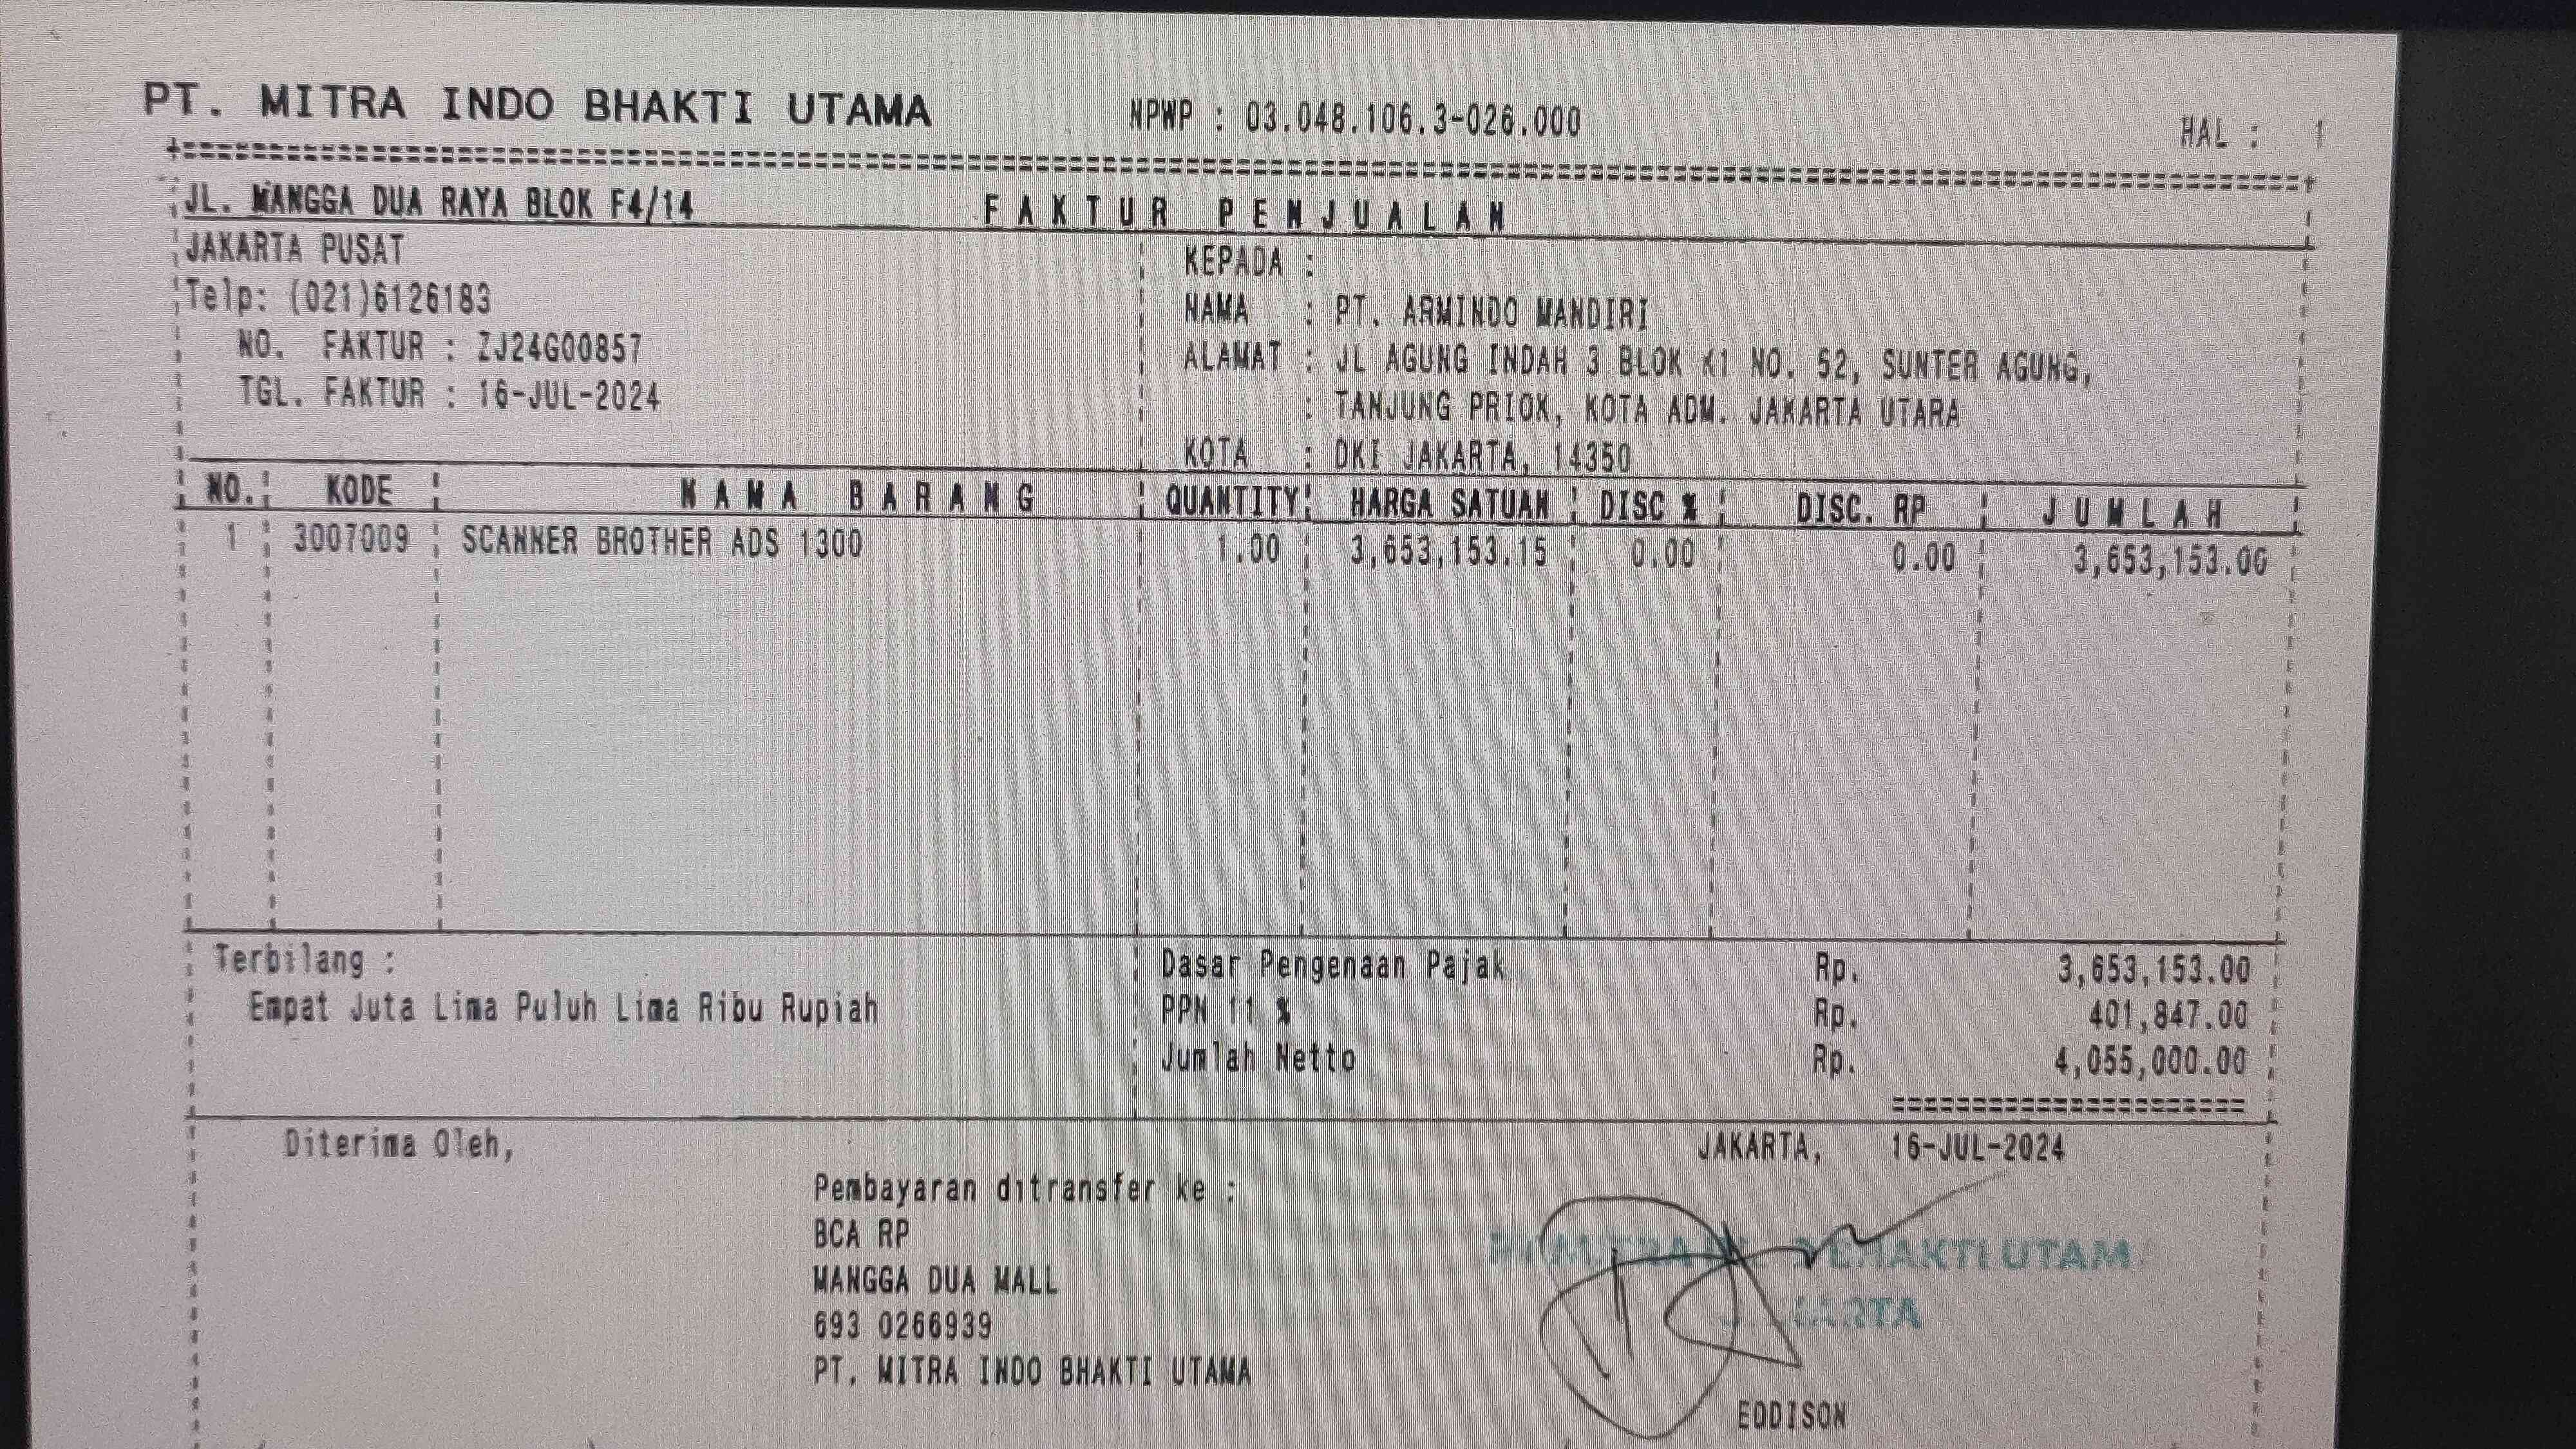 PT. MITRA INDO BHAKTI UTAMA NPWP : 03.048.106.3-026.000 HAL : 1
JL. MANGGA DUA RAYA BLOK F4/14 FAKTUR PENJUALAN
JAKARTA PUSAT
Telp: (021)6126183
NO. FAKTUR : ZJ24G00857
TGL. FAKTUR : 16-JUL-2024
KEPADA :
NAMA : PT. ARMINDO MANDIRI
ALAMAT : JL AGUNG INDAH 3 BLOK K1 NO. 52, SUNTER AGUNG,
: TANJUNG PRIOK, KOTA ADM. JAKARTA UTARA
KOTA : DKI JAKARTA, 14350
NO. KODE NAMA BARANG QUANTITY HARGA SATUAN DISC % DISC. RP JUMLAH
1 3007009 SCANNER BROTHER ADS 1300 1.00 3,653,153.15 0.00 0.00 3,653,153.00
Terbilang :
Empat Juta Lima Puluh Lima Ribu Rupiah
Dasar Pengenaan Pajak Rp. 3,653,153.00
PPN 11 % Rp. 401,847.00
Jumlah Netto Rp. 4,055,000.00
Diterima Oleh,
JAKARTA, 16-JUL-2024
Pembayaran ditransfer ke :
BCA RP
MANGGA DUA MALL
693 0266939
PT. MITRA INDO BHAKTI UTAMA
EDDISON